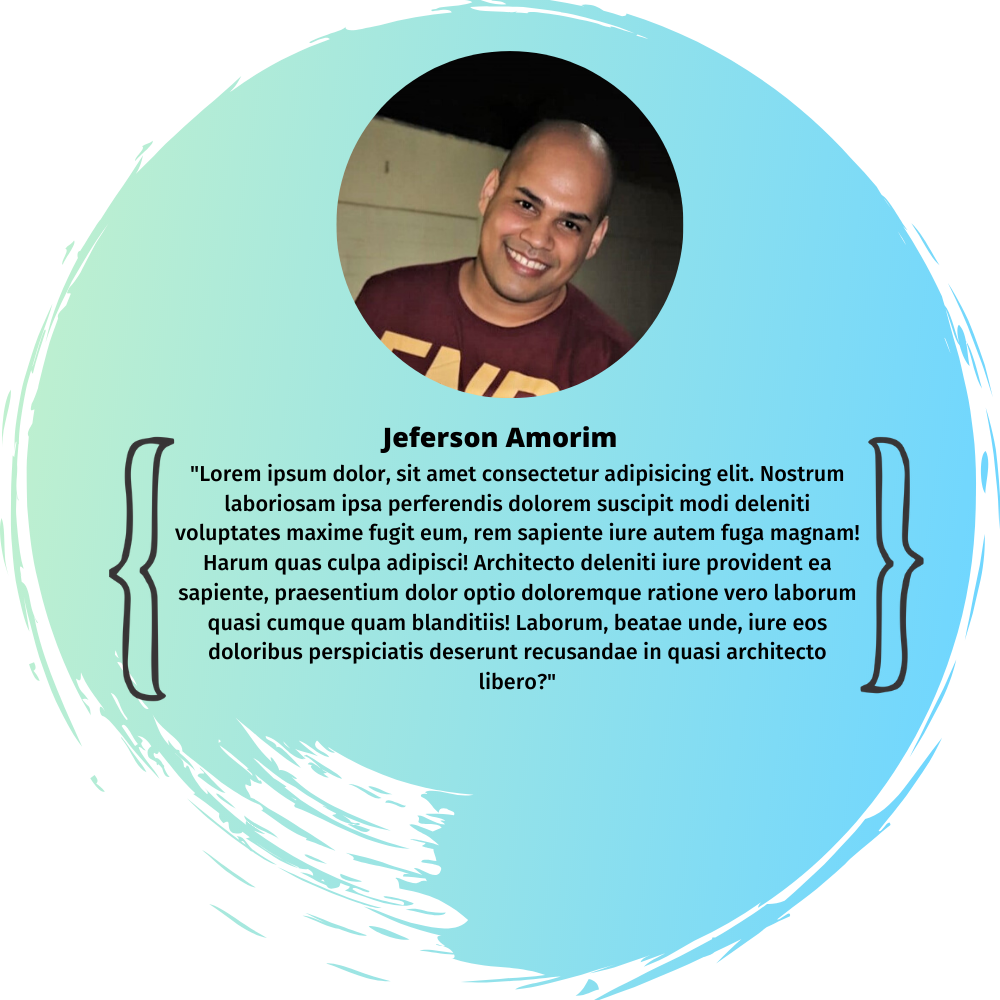 Jeferson Amorim
"Lorem ipsum dolor, sit amet consectetur adipisicing elit. Nostrum
laboriosam ipsa perferendis dolorem suscipit modi deleniti
voluptates maxime fugit eum, rem sapiente iure autem fuga magnam!
Harum quas culpa adipisci! Architecto deleniti iure provident ea
sapiente, praesentium dolor optio doloremque ratione vero laborum
quasi cumque quam blanditiis! Laborum, beatae unde, iure eos
doloribus perspiciatis deserunt recusandae in quasi architecto
libero?"